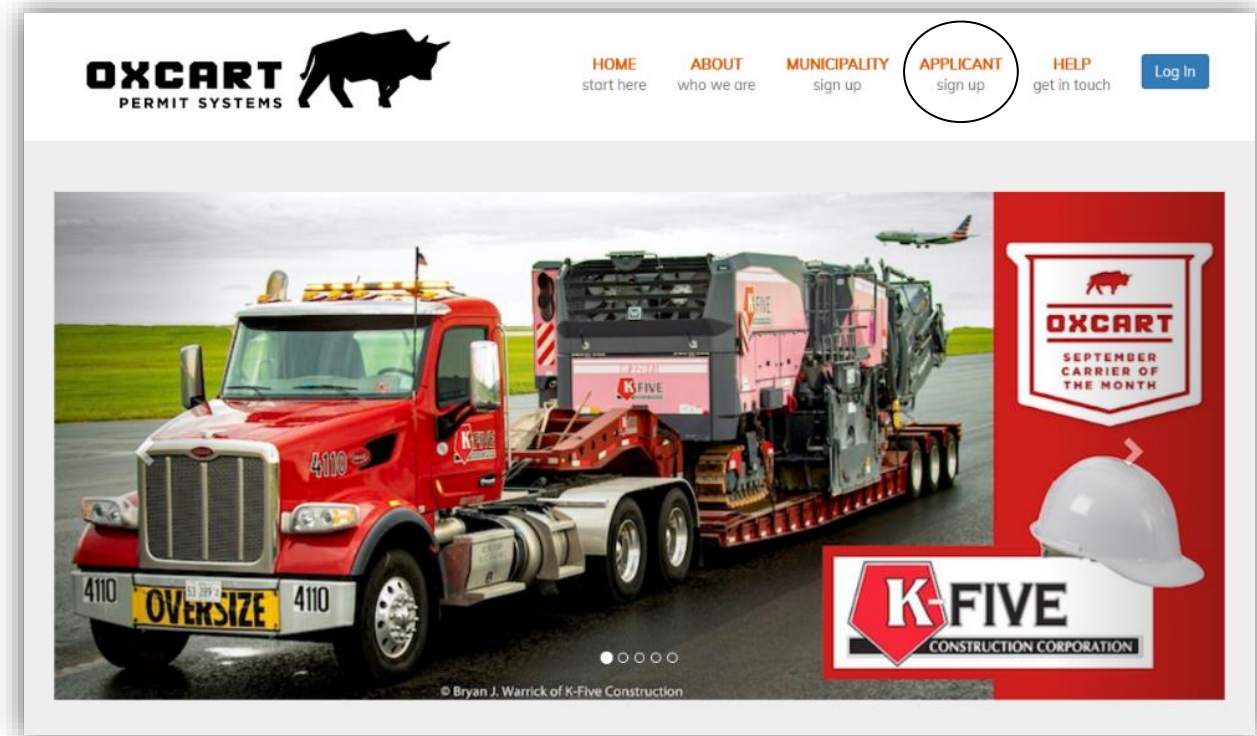 OXCART
PERMIT SYSTEMS
HOME
start here
ABOUT
who we are
MUNICIPALITY
sign up
APPLICANT
sign up
HELP
get in touch
Log In
OXCART
SEPTEMBER
CARRIER OF
THE MONTH
K-FIVE
K-FIVE
4110
K-FIVE
4110
OVERSIZE
4110
K-FIVE
CONSTRUCTION CORPORATION
© Bryan J. Warrick of K-Five Construction